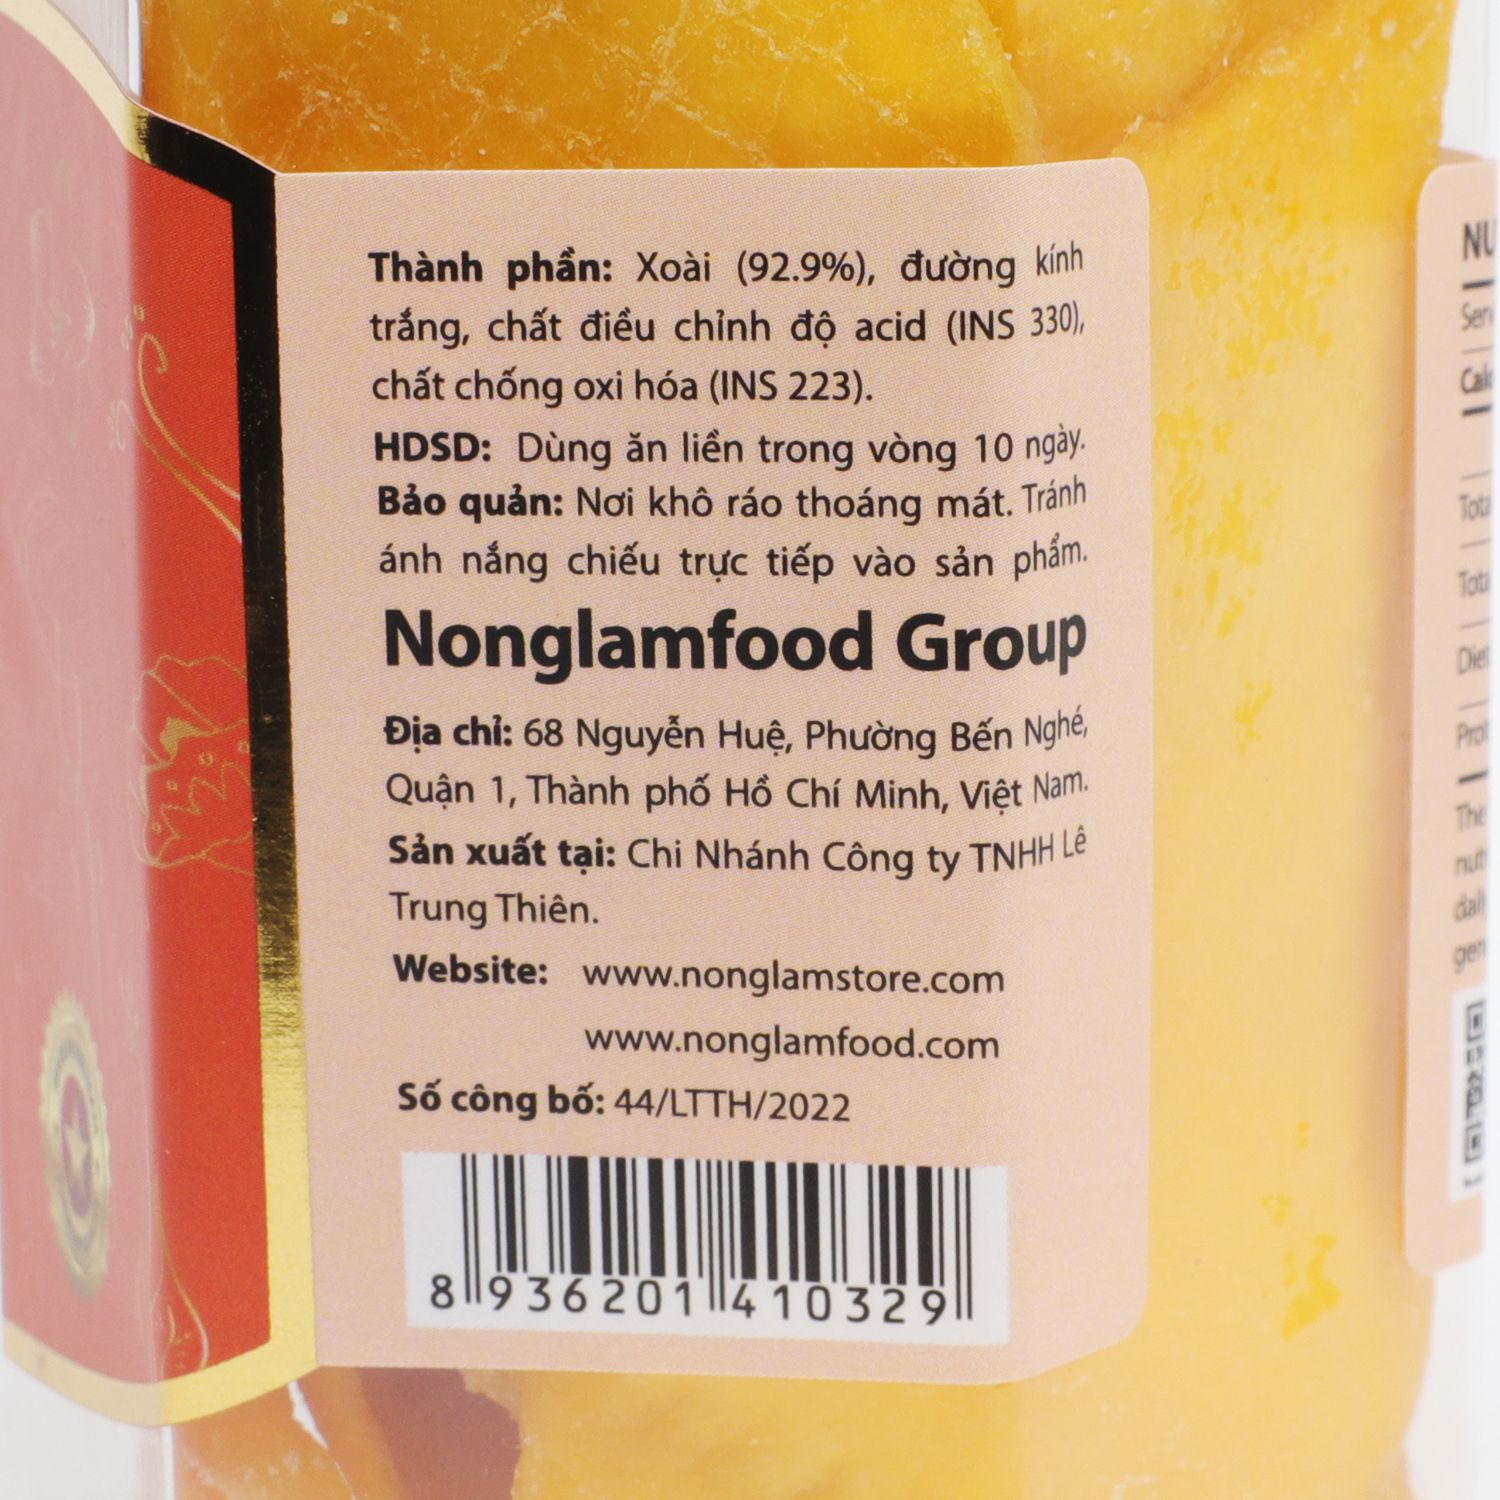 Thành phần: Xoài (92.9%), đường kính
trắng, chất điều chỉnh độ acid (INS 330),
chất chống oxi hóa (INS 223).
HDSD: Dùng ăn liền trong vòng 10 ngày.
Bảo quản: Nơi khô ráo thoáng mát. Tránh
ánh nắng chiếu trực tiếp vào sản phẩm.
Nonglamfood Group
Địa chỉ: 68 Nguyễn Huệ, Phường Bến Nghé,
Quận 1, Thành phố Hồ Chí Minh, Việt Nam.
Sản xuất tại: Chi Nhánh Công ty TNHH Lê
Trung Thiên.
Website: www.nonglamstore.com
www.nonglamfood.com
Số công bố: 44/LTTH/2022
8 936201 410329
The